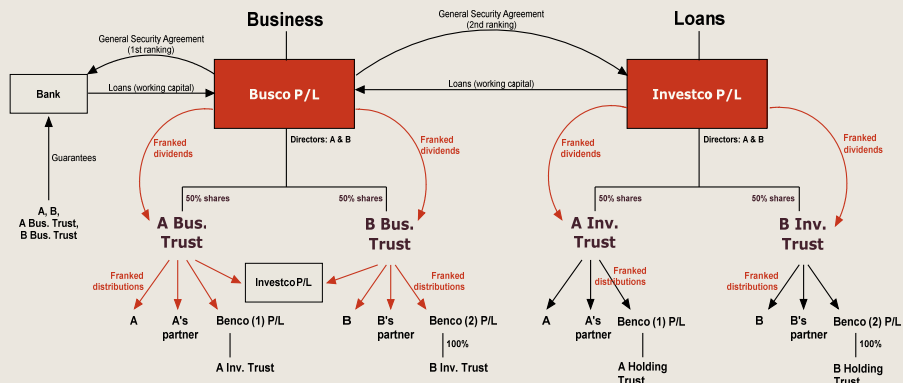 Business
Loans
General Security Agreement
(1st ranking)
General Security Agreement
(2nd ranking)
Bank
Loans (working capital)
Busco P/L
Loans (working capital)
Investco P/L
Guarantees
Franked
dividends
Directors: A & B
Franked
dividends
Franked
dividends
Directors: A & B
Franked
dividends
A, B,
A Bus. Trust,
B Bus. Trust
50% shares
50% shares
50% shares
50% shares
A Bus.
Trust
B Bus.
Trust
A Inv.
Trust
B Inv.
Trust
Franked
distributions
InvestcoP/L
Franked
distributions
Franked
distributions
Franked
distributions
A
A's
partner
Benco (1) P/L
B
B's
partner
Benco (2) P/L
A
A's
partner
Benco (1) P/L
B
B's
partner
Benco (2) P/L
100%
100%
A Inv. Trust
B Inv. Trust
A Holding
Trust
B Holding
Trust